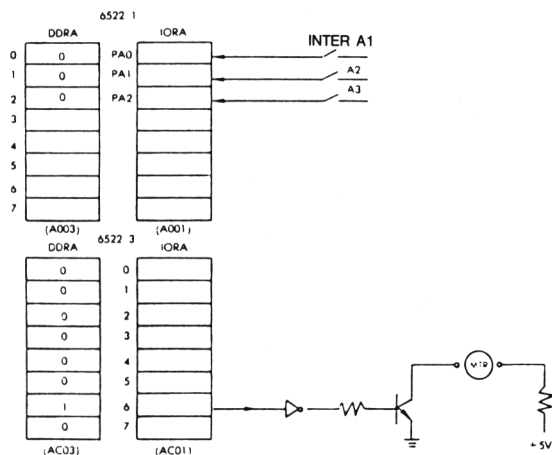 6522 1
DDRA IORA
INTER A1
0 0 PA0
1 0 PA1 A2
2 0 PA2 A3
3
4
5
6
7
(A003) (A001)
6522 3
DDRA IORA
0 0
0 1
0 2
0 3
0 4
0 5
1 6
0 7
MTR
(AC03) (AC01)
+5V